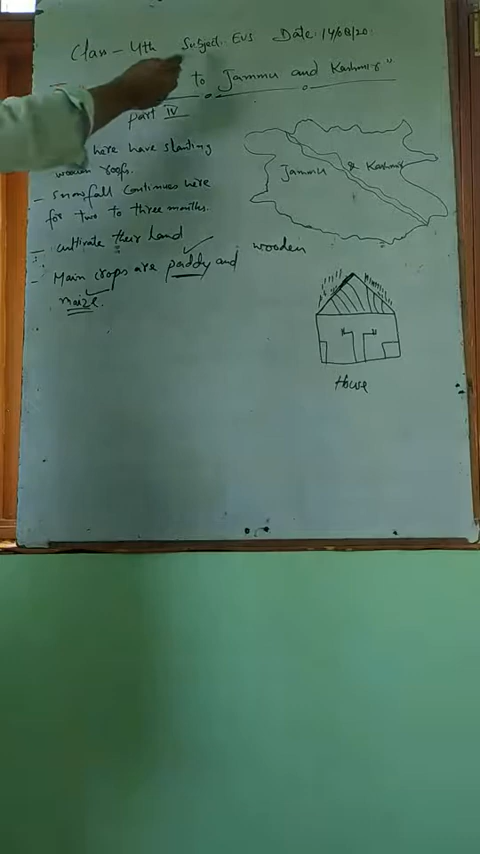 Class - 4th Subject: EVS Date: 14/08/20.
to Jammu and Kashmir"
part IV
here have slanting
wooden roofs.
- Snowfall continues here
for two to three months.
- cultivate their land
- Main crops are paddy and
maize.
Jammu & Kashmir
wooden
House